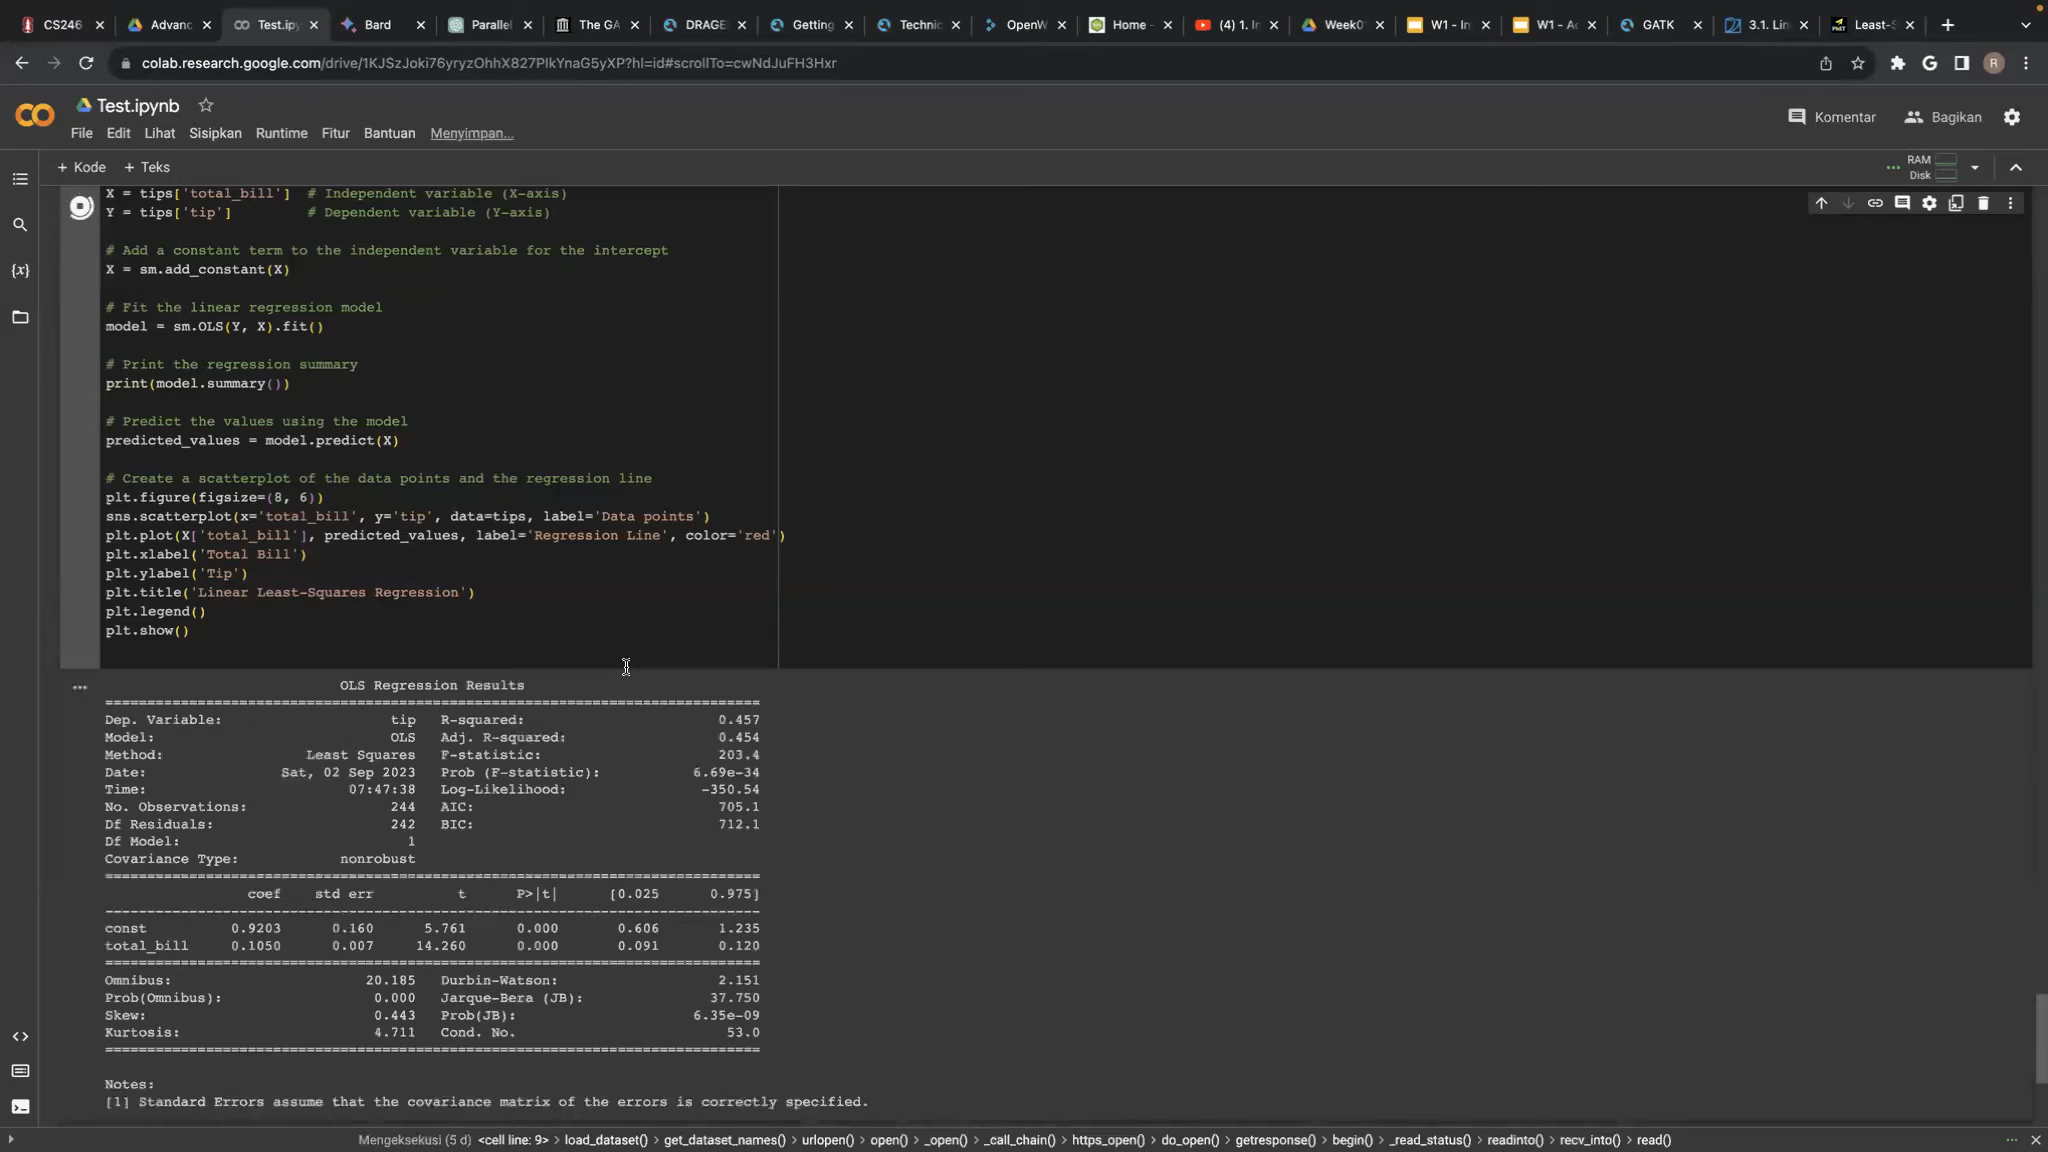 CS246 Advanc Test.ipy Bard Parallel The GA DRAGE Getting Technic OpenW Home - (4) 1. In Week0 W1 - In W1 - Ac GATK 3.1. Lin Least-S
colab.research.google.com/drive/1KJSzJoki76yryzOhhX827PlkYnaG5yXP?hl=id#scrollTo=cwNdJuFH3Hxr
R
Test.ipynb
File Edit Lihat Sisipkan Runtime Fitur Bantuan Menyimpan...
Komentar Bagikan
+ Kode + Teks
RAM
Disk
X = tips['total_bill']  # Independent variable (X-axis)
Y = tips['tip']         # Dependent variable (Y-axis)
# Add a constant term to the independent variable for the intercept
X = sm.add_constant(X)
# Fit the linear regression model
model = sm.OLS(Y, X).fit()
# Print the regression summary
print(model.summary())
# Predict the values using the model
predicted_values = model.predict(X)
# Create a scatterplot of the data points and the regression line
plt.figure(figsize=(8, 6))
sns.scatterplot(x='total_bill', y='tip', data=tips, label='Data points')
plt.plot(X['total_bill'], predicted_values, label='Regression Line', color='red')
plt.xlabel('Total Bill')
plt.ylabel('Tip')
plt.title('Linear Least-Squares Regression')
plt.legend()
plt.show()
OLS Regression Results
==============================================================================
Dep. Variable: tip R-squared: 0.457
Model: OLS Adj. R-squared: 0.454
Method: Least Squares F-statistic: 203.4
Date: Sat, 02 Sep 2023 Prob (F-statistic): 6.69e-34
Time: 07:47:38 Log-Likelihood: -350.54
No. Observations: 244 AIC: 705.1
Df Residuals: 242 BIC: 712.1
Df Model: 1
Covariance Type: nonrobust
==============================================================================
coef std err t P>|t| [0.025 0.975]
------------------------------------------------------------------------------
const 0.9203 0.160 5.761 0.000 0.606 1.235
total_bill 0.1050 0.007 14.260 0.000 0.091 0.120
==============================================================================
Omnibus: 20.185 Durbin-Watson: 2.151
Prob(Omnibus): 0.000 Jarque-Bera (JB): 37.750
Skew: 0.443 Prob(JB): 6.35e-09
Kurtosis: 4.711 Cond. No. 53.0
==============================================================================
Notes:
[1] Standard Errors assume that the covariance matrix of the errors is correctly specified.
Mengeksekusi (5 d) <cell line: 9> > load_dataset() > get_dataset_names() > urlopen() > open() > _open() > _call_chain() > https_open() > do_open() > getresponse() > begin() > _read_status() > readinto() > recv_into() > read()